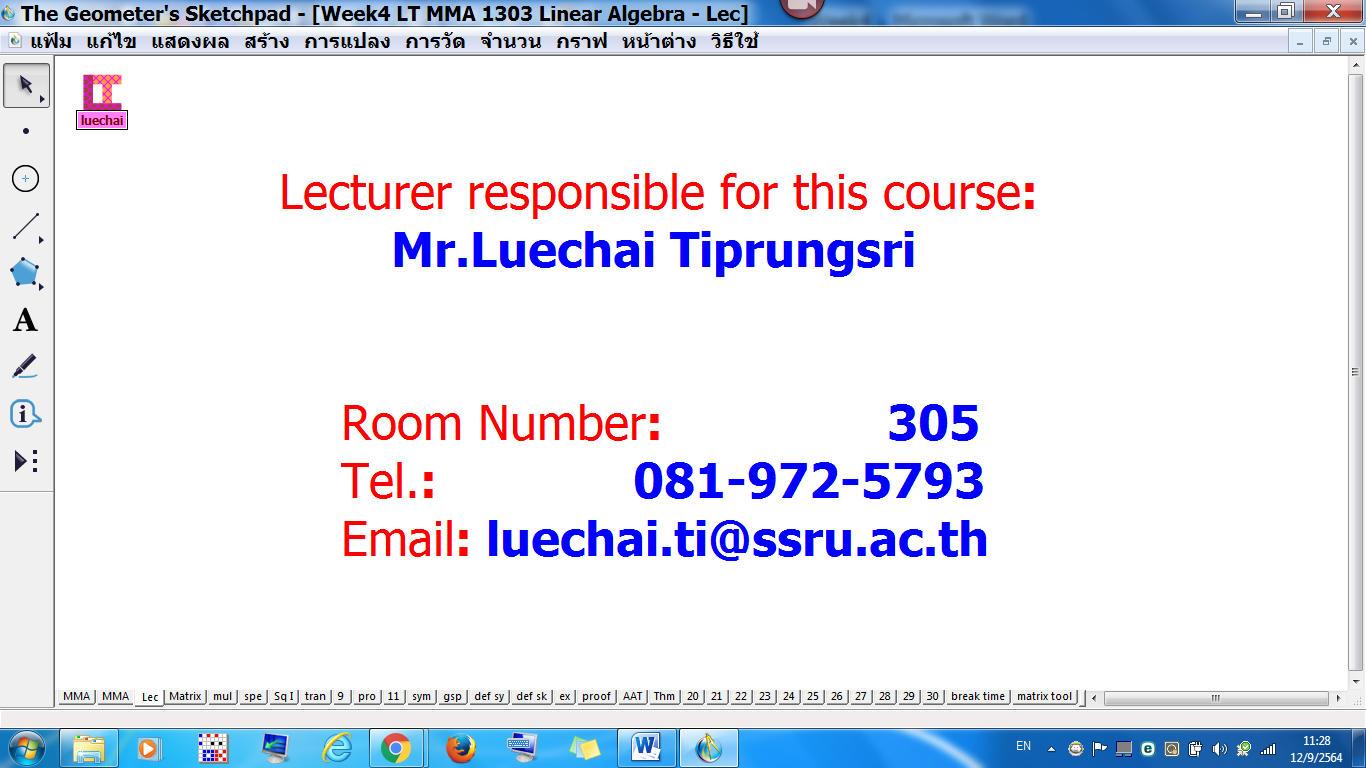 The Geometer's Sketchpad - [Week4 LT MMA 1303 Linear Algebra - Lec]
แฟ้ม แก้ไข แสดงผล สร้าง การแปลง การวัด จำนวน กราฟ หน้าต่าง วิธีใช้
LT
luechai
Lecturer responsible for this course:
Mr.Luechai Tiprungsri
Room Number: 305
Tel.: 081-972-5793
Email: luechai.ti@ssru.ac.th
MMA MMA Lec Matrix mul spe Sq I tran 9 pro 11 sym gsp def sy def sk ex proof AAT Thm 20 21 22 23 24 25 26 27 28 29 30 break time matrix tool
EN 11:28
12/9/2564